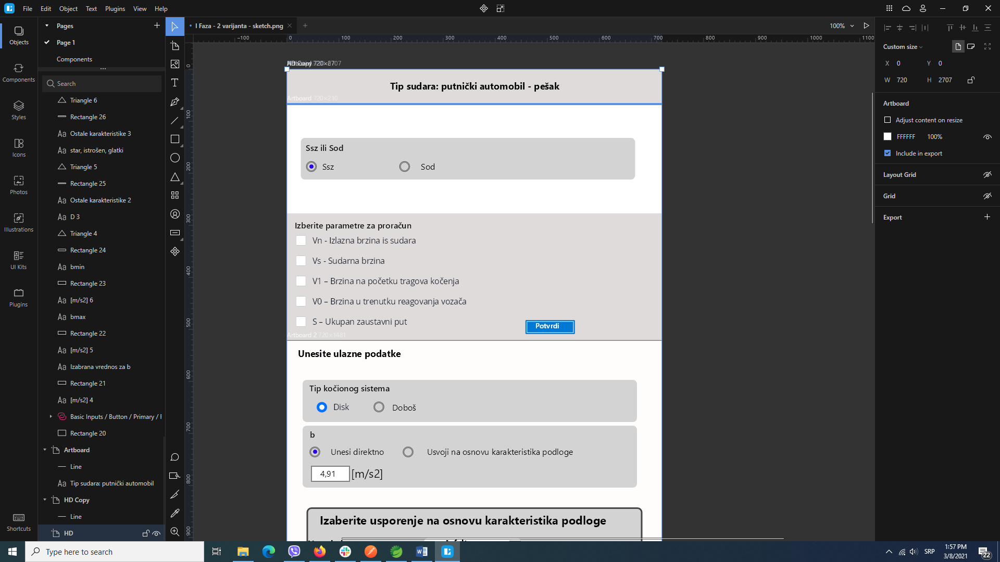 File Edit Object Text Plugins View Help
Objects
Components
Styles
Icons
Photos
Illustrations
UI Kits
Plugins
Shortcuts
Pages
Page 1
Components
Search
Triangle 6
Rectangle 26
Ostale karakteristike 3
star, istrošen, glatki
Triangle 5
Rectangle 25
Ostale karakteristike 2
D 3
Triangle 4
Rectangle 24
bmin
Rectangle 23
[m/s2] 6
bmax
Rectangle 22
[m/s2] 5
Izabrana vrednos za b
Rectangle 21
[m/s2] 4
Basic Inputs / Button / Primary /
Rectangle 20
Artboard
Line
Tip sudara: putnički automobil
HD Copy
Line
HD
I Faza - 2 varijanta - sketch.png
100%
-100 0 100 200 300 400 500 600 700 800 900 1000 1100
0
100
200
300
400
500
600
700
800
900
Tip sudara: putnički automobil - pešak
Artboard 720×210
Ssz ili Sod
Ssz Sod
Izberite parametre za proračun
Vn - Izlazna brzina is sudara
Vs - Sudarna brzina
V1 – Brzina na početku tragova kočenja
V0 – Brzina u trenutku reagovanja vozača
S – Ukupan zaustavni put
Potvrdi
Artboard 2 720×1481
Unesite ulazne podatke
Tip kočionog sistema
Disk Doboš
b
Unesi direktno Usvoji na osnovu karakteristika podloge
4,91 [m/s2]
Izaberite usporenje na osnovu karakteristika podloge
Custom size
X 0 Y 0
W 720 H 2707
Artboard
Adjust content on resize
FFFFFF 100%
Include in export
Layout Grid
Grid
Export
Type here to search
SRP
1:57 PM
3/8/2021
22